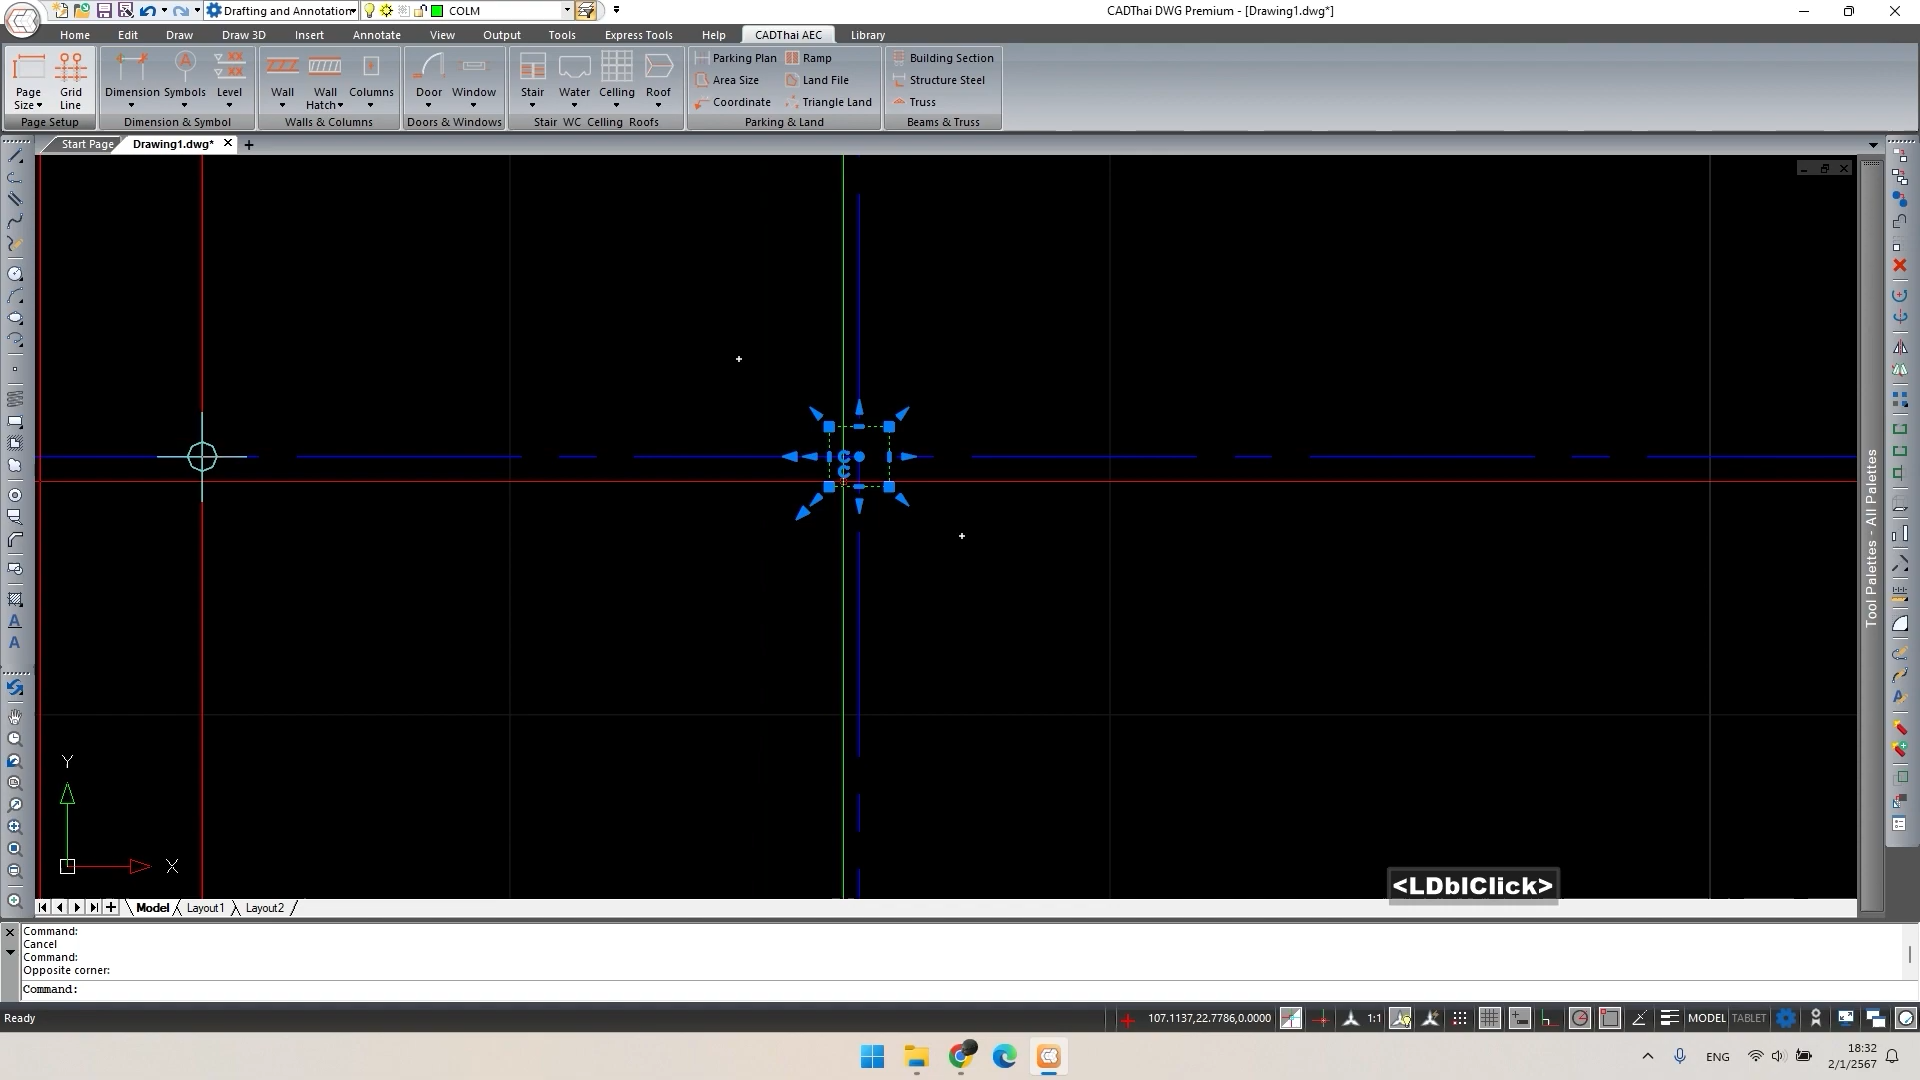 Drafting and Annotation
COLM
CADThai DWG Premium - [Drawing1.dwg*]
Home
Edit
Draw
Draw 3D
Insert
Annotate
View
Output
Tools
Express Tools
Help
CADThai AEC
Library
Page Size
Grid Line
Dimension
Symbols
Level
Wall
Wall Hatch
Columns
Door
Window
Stair
Water
Celling
Roof
Parking Plan
Ramp
Area Size
Land File
Coordinate
Triangle Land
Building Section
Structure Steel
Truss
Page Setup
Dimension & Symbol
Walls & Columns
Doors & Windows
Stair WC Celling Roofs
Parking & Land
Beams & Truss
Start Page
Drawing1.dwg*
Tool Palettes - All Palettes
Y
X
<LDblClick>
Model
Layout1
Layout2
Command:
Cancel
Command:
Opposite corner:
Command:
Ready
107.1137,22.7786,0.0000
1:1
MODEL
TABLET
ENG
18:32
2/1/2567